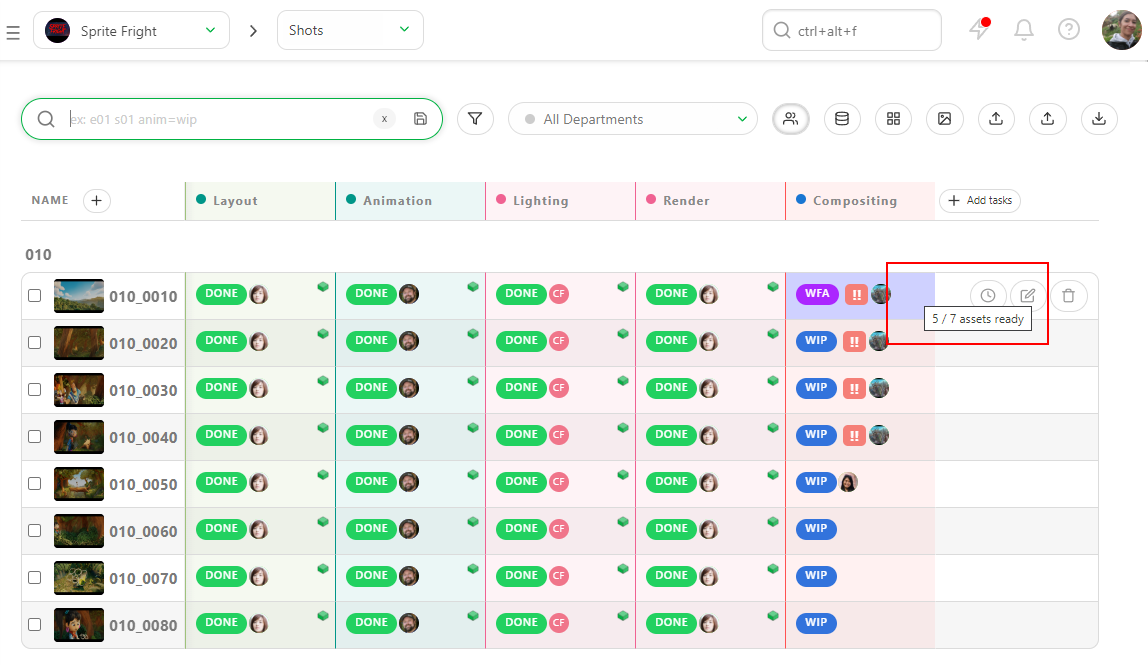 Sprite Fright
Shots
ctrl+alt+f
ex: e01 s01 anim=wip
x
All Departments
NAME
Layout
Animation
Lighting
Render
Compositing
Add tasks
010
010_0010 DONE DONE DONE CF DONE WFA !!
5 / 7 assets ready
010_0020 DONE DONE DONE CF DONE WIP !!
010_0030 DONE DONE DONE CF DONE WIP !!
010_0040 DONE DONE DONE CF DONE WIP !!
010_0050 DONE DONE DONE CF DONE WIP
010_0060 DONE DONE DONE CF DONE WIP
010_0070 DONE DONE DONE CF DONE WIP
010_0080 DONE DONE DONE CF DONE WIP